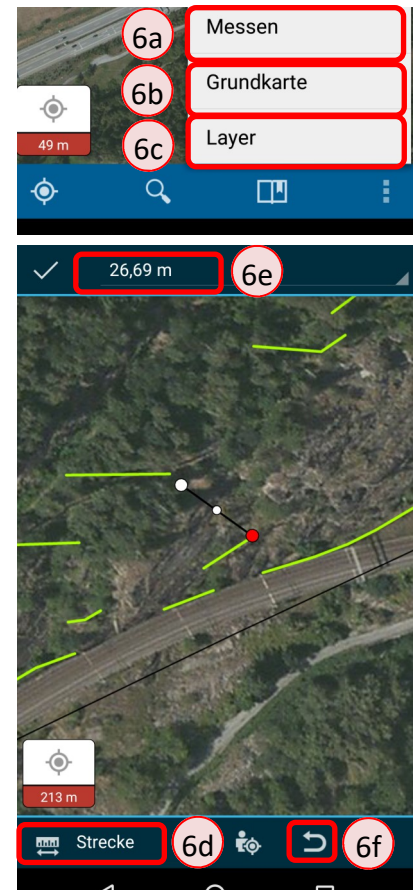 6a Messen
6b Grundkarte
49 m
6c Layer
26,69 m 6e
213 m
Strecke 6d 6f